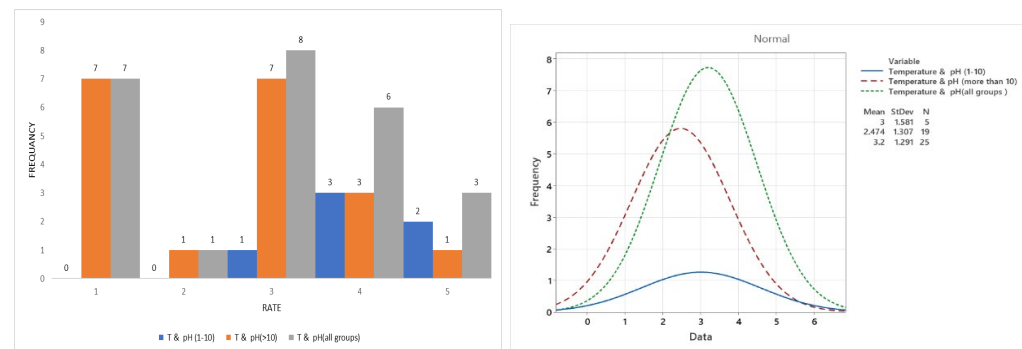 9
8
7
6
5
4
3
2
1
0
FREQUANCY
0 7 7
0 1 1
1 7 8
3 3 6
2 1 3
1 2 3 4 5
RATE
T & pH (1-10) T & pH(>10) T & pH(all groups)
Normal
8
7
6
5
4
3
2
1
0
Frequency
0 1 2 3 4 5 6
Data
Variable
Temperature & pH (1-10)
Temperature & pH (more than 10)
Temperature & pH(all groups )
Mean StDev N
3 1.581 5
2.474 1.307 19
3.2 1.291 25